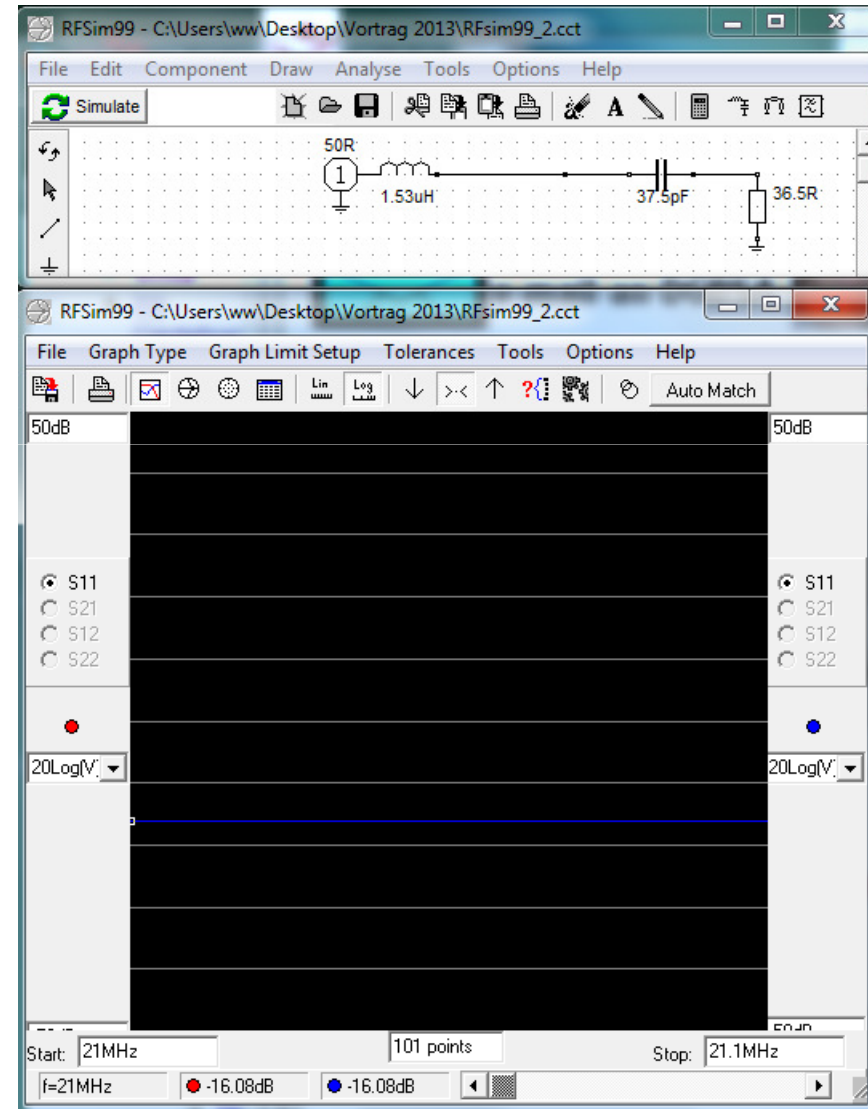 RFSim99 - C:\Users\ww\Desktop\Vortrag 2013\RFsim99_2.cct
File Edit Component Draw Analyse Tools Options Help
Simulate A
50R
1
1.53uH
37.5pF
36.5R
RFSim99 - C:\Users\ww\Desktop\Vortrag 2013\RFsim99_2.cct
File Graph Type Graph Limit Setup Tolerances Tools Options Help
Lin Log Auto Match
50dB 50dB
S11 S11
S21 S21
S12 S12
S22 S22
20Log(V) 20Log(V)
Start: 21MHz 101 points Stop: 21.1MHz
f=21MHz -16.08dB -16.08dB